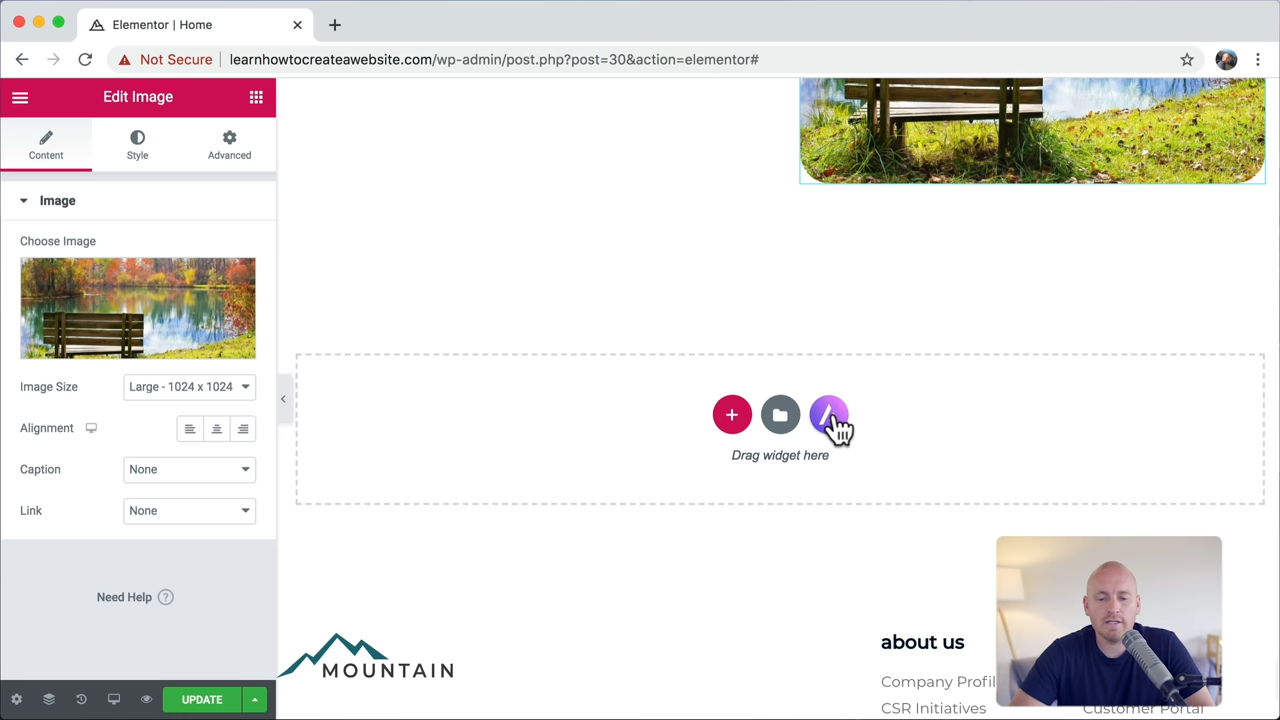 Elementor | Home
Not Secure
learnhowtocreateawebsite.com/wp-admin/post.php?post=30&action=elementor#
Edit Image
Content
Style
Advanced
Image
Choose Image
Image Size
Large - 1024 x 1024
Alignment
Caption
None
Link
None
Need Help
UPDATE
Drag widget here
MOUNTAIN
about us
Company Profil
CSR Initiatives
Customer Portal